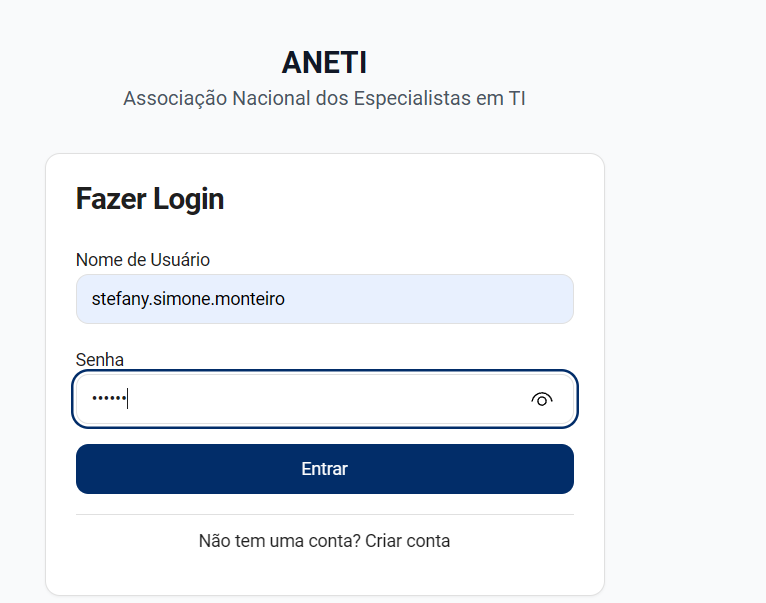 ANETI
Associação Nacional dos Especialistas em TI
Fazer Login
Nome de Usuário
stefany.simone.monteiro
Senha
••••••
Entrar
Não tem uma conta? Criar conta